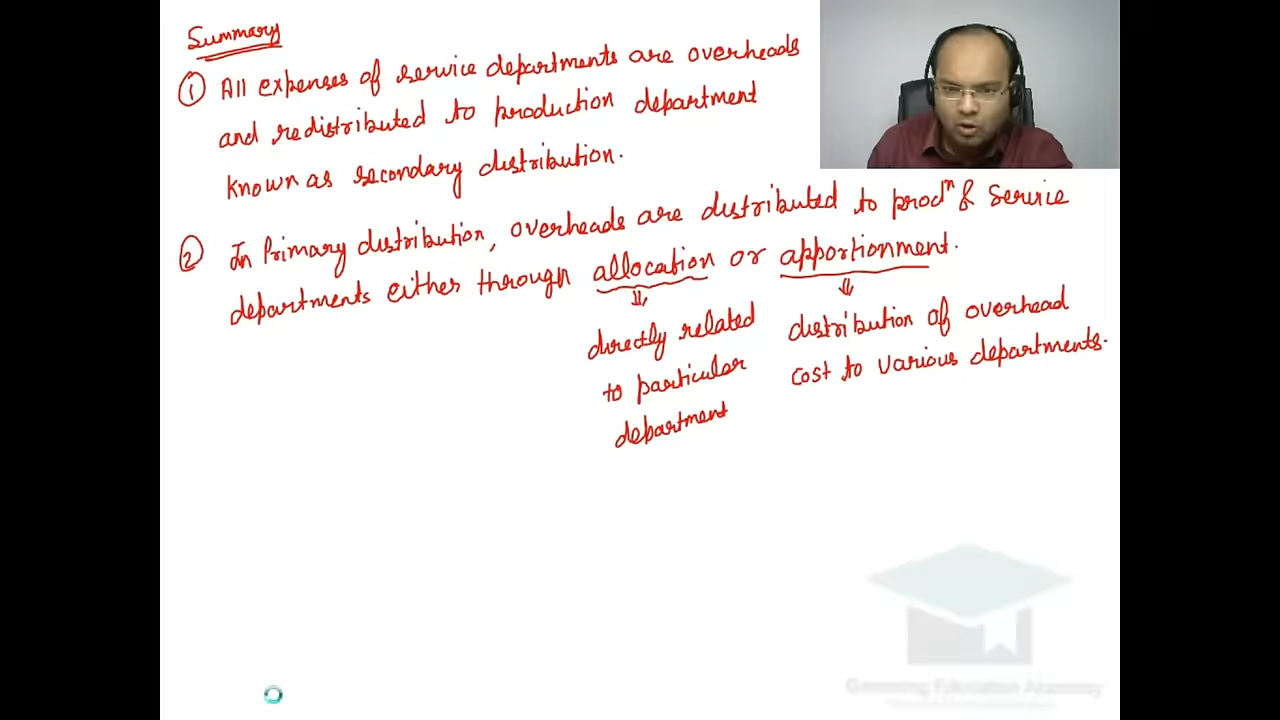 Summary
① All expenses of service departments are overheads
and redistributed to production department
known as secondary distribution.
② In Primary distribution, overheads are distributed to prodⁿ & Service
departments either through allocation or apportionment.
⇓ ⇓
directly related
to particular
department
distribution of overhead
cost to various departments.
Education Academy